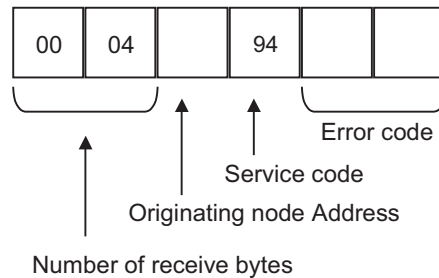 00 04 94
Error code
Service code
Originating node Address
Number of receive bytes